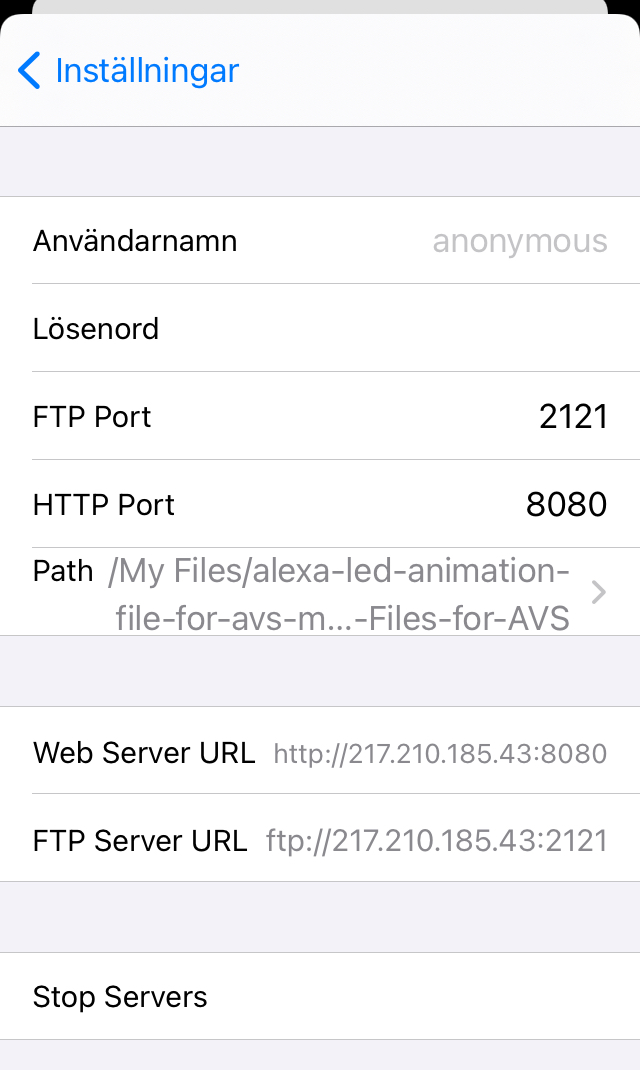 Inställningar
Användarnamn anonymous
Lösenord
FTP Port 2121
HTTP Port 8080
Path /My Files/alexa-led-animation-
file-for-avs-m...-Files-for-AVS
Web Server URL http://217.210.185.43:8080
FTP Server URL ftp://217.210.185.43:2121
Stop Servers